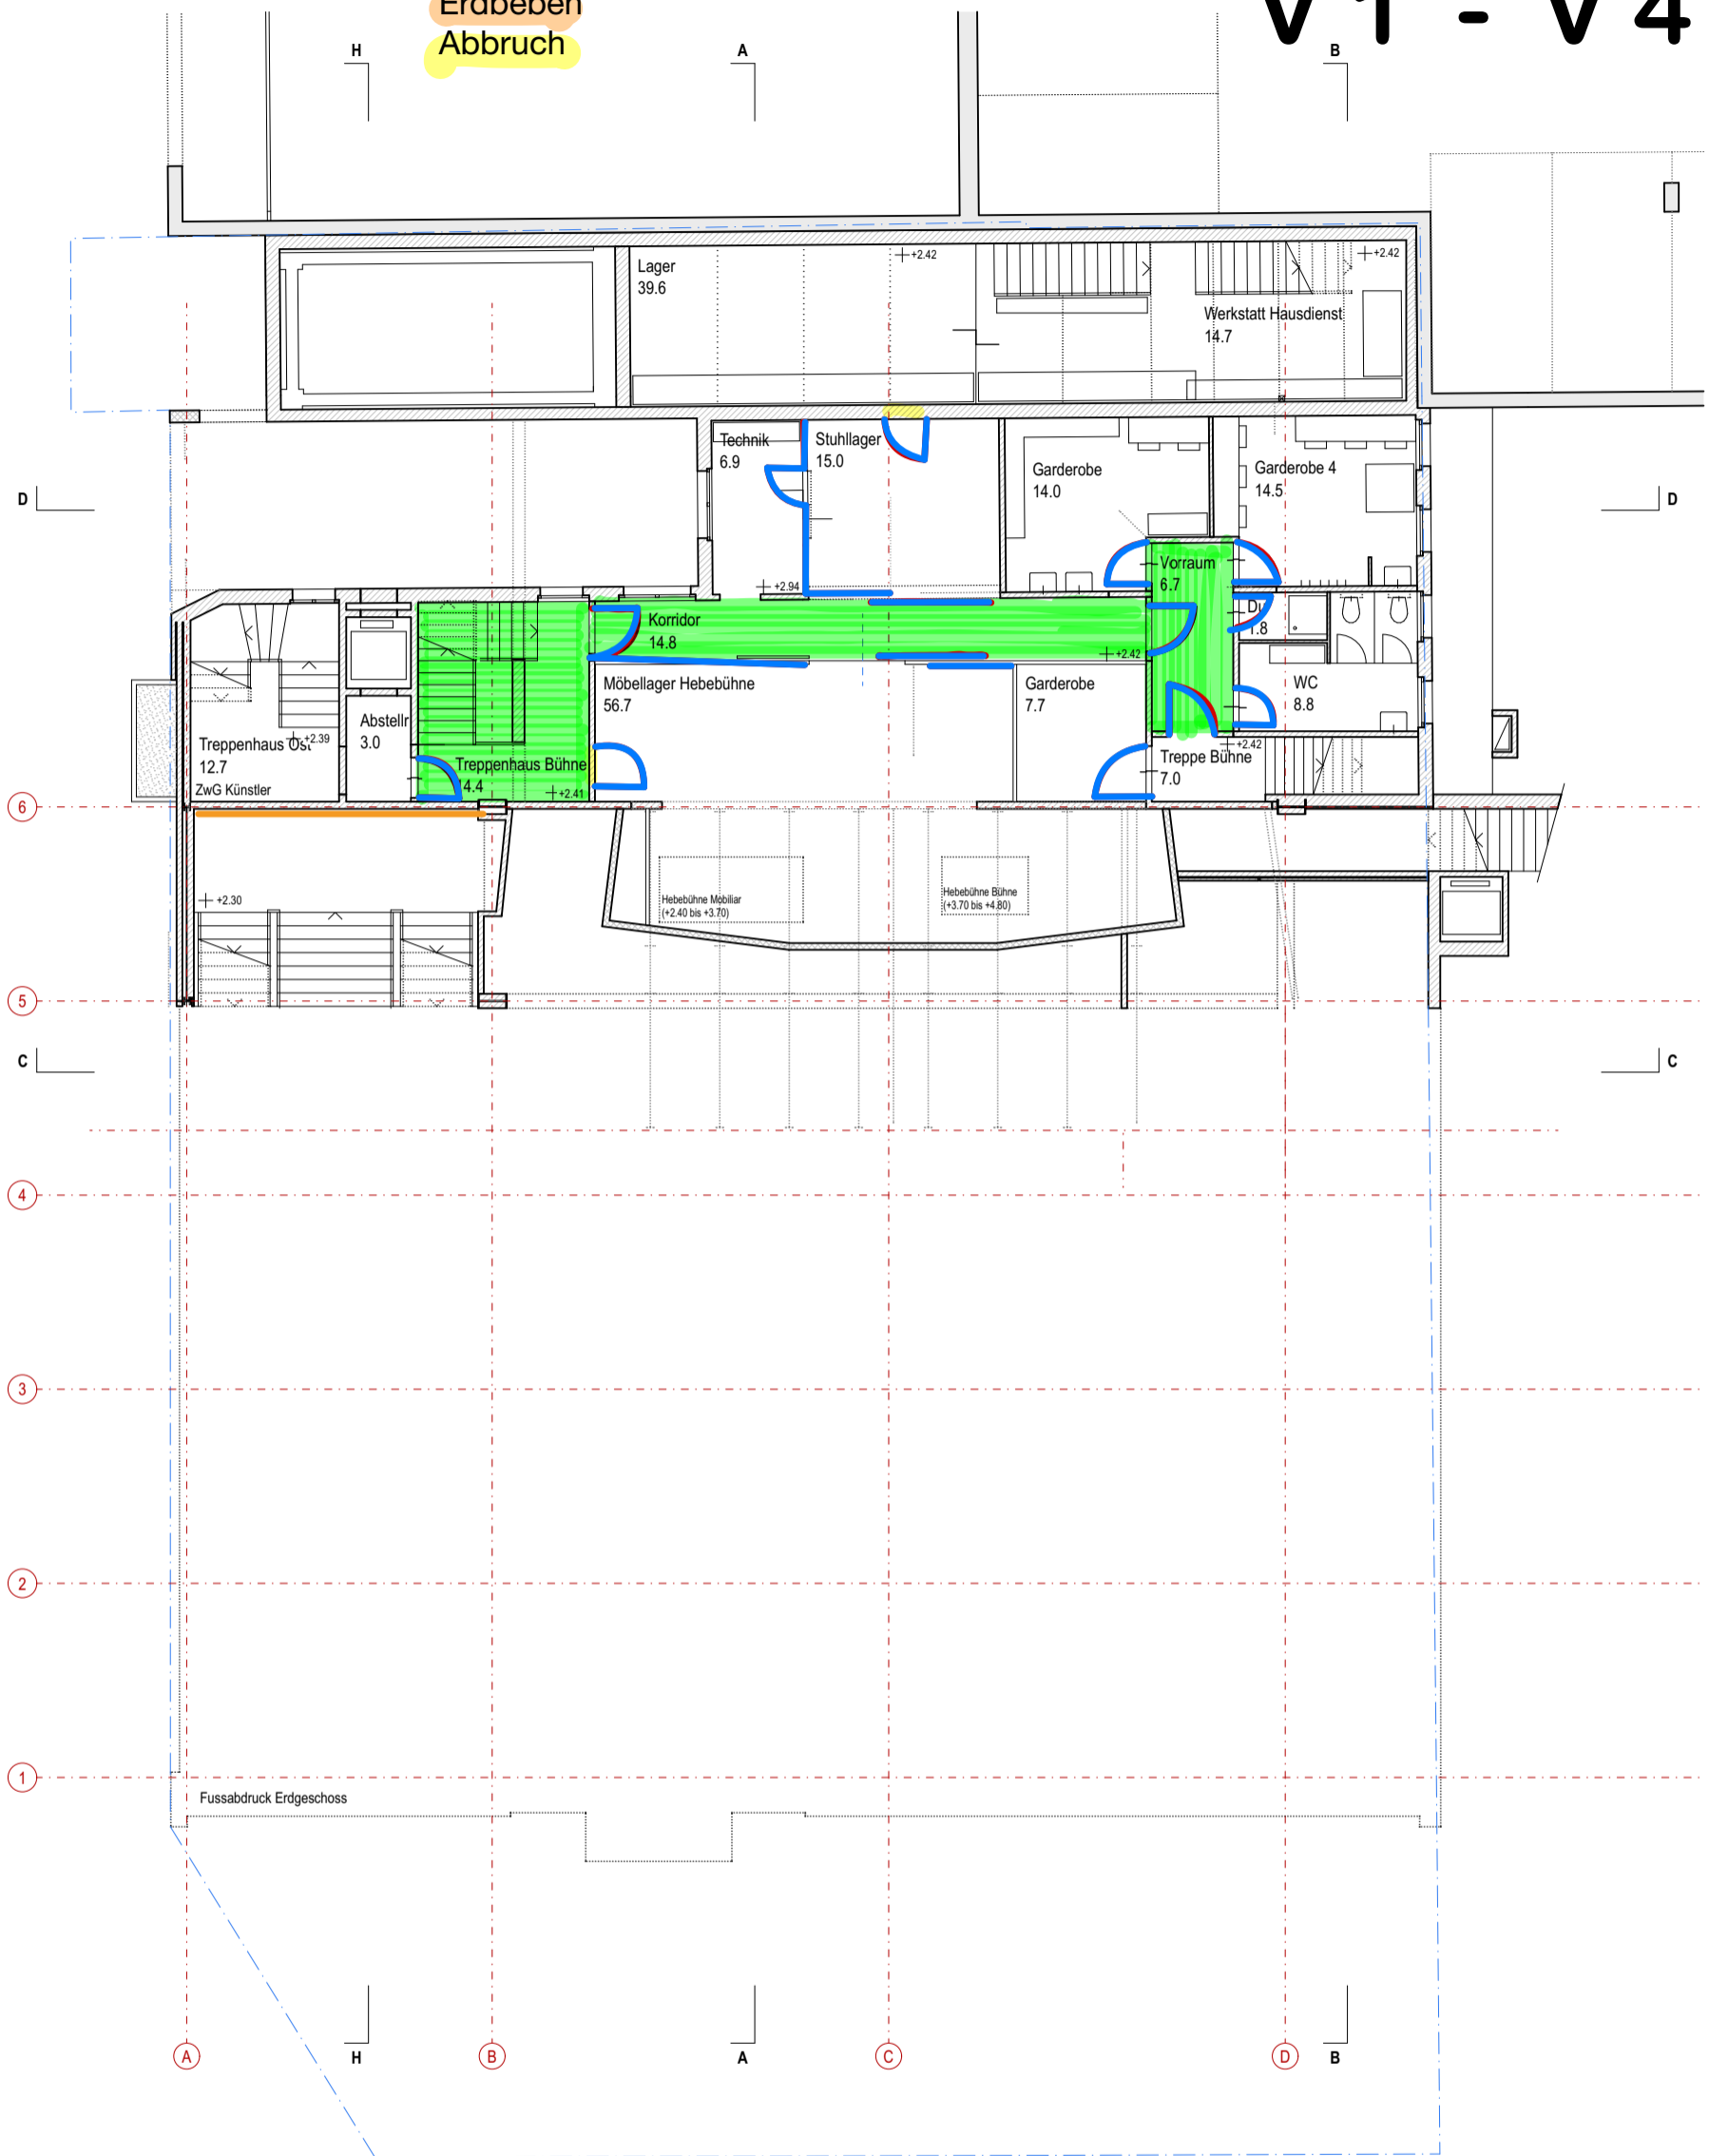 Erdbeben
Abbruch
V1 - V4
H
A
B
Lager
39.6
+2.42
+2.42
Werkstatt Hausdienst
14.7
Technik
6.9
Stuhllager
15.0
Garderobe
14.0
Garderobe 4
14.5
D
D
Vorraum
6.7
+2.94
Korridor
14.8
Du
1.8
+2.42
Möbellager Hebebühne
56.7
Garderobe
7.7
WC
8.8
Abstellr
3.0
Treppenhaus Ost
12.7
+2.39
ZwG Künstler
Treppenhaus Bühne
14.4
+2.41
Treppe Bühne
7.0
+2.42
6
+2.30
Hebebühne Mobiliar
(+2.40 bis +3.70)
Hebebühne Bühne
(+3.70 bis +4.80)
5
C
C
4
3
2
1
Fussabdruck Erdgeschoss
A
H
B
A
C
D
B